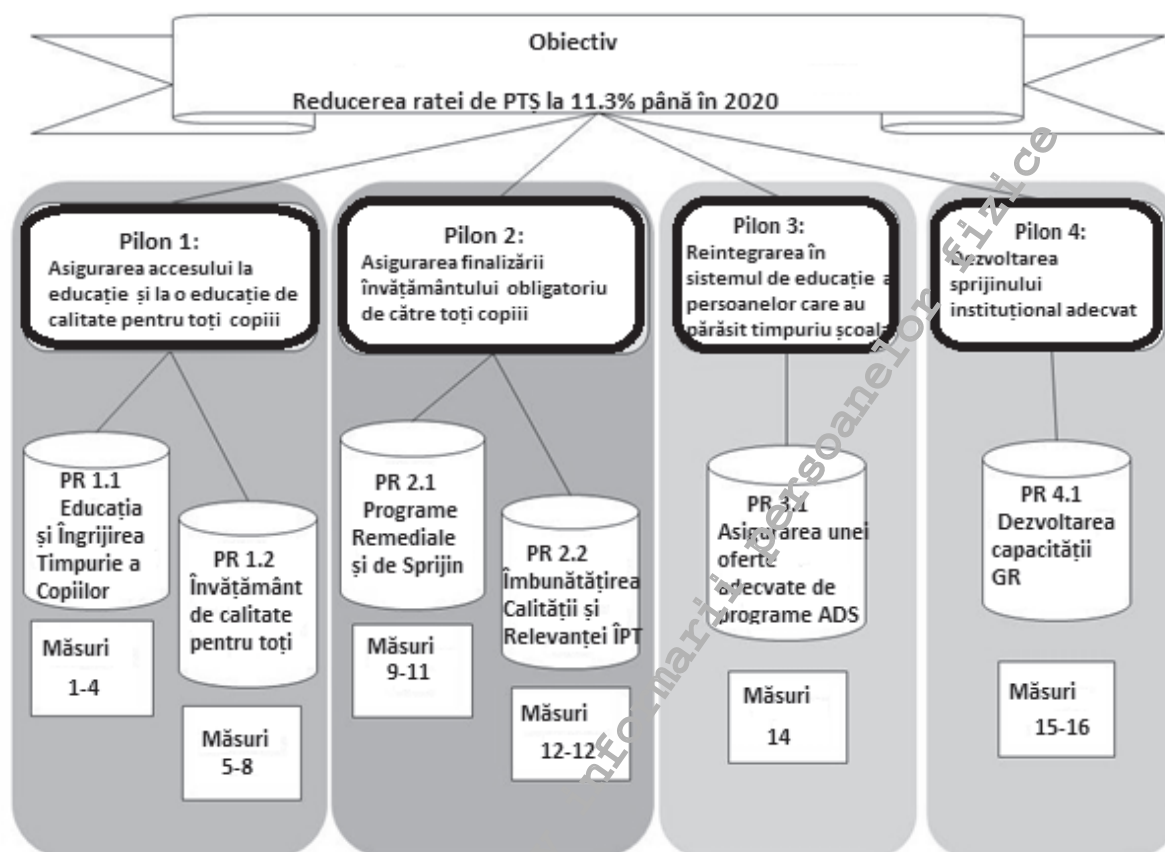 Obiectiv
Reducerea ratei de PTȘ la 11.3% până în 2020
Pilon 1:
Asigurarea accesului la
educație și la o educație de
calitate pentru toți copiii
Pilon 2:
Asigurarea finalizării
învățământului obligatoriu
de către toți copiii
Pilon 3:
Reintegrarea în
sistemul de educație a
persoanelor care au
părăsit timpuriu școala
Pilon 4:
Dezvoltarea
sprijinului
instituțional adecvat
PR 1.1
Educația
și Îngrijirea
Timpurie a
Copiilor
Măsuri
1-4
PR 1.2
Învățământ
de calitate
pentru toți
Măsuri
5-8
PR 2.1
Programe
Remediale
și de Sprijin
Măsuri
9-11
PR 2.2
Îmbunătățirea
Calității și
Relevanței ÎPT
Măsuri
12-12
PR 3.1
Asigurarea unei
oferte
adecvate de
programe ADS
Măsuri
14
PR 4.1
Dezvoltarea
capacității
GR
Măsuri
15-16
informarii persoanelor fizice